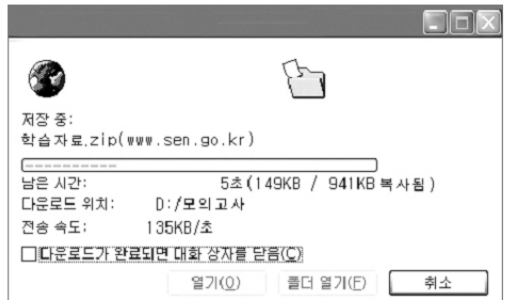 저장 중:
학습자료.zip(www.sen.go.kr)
남은 시간: 5초(149KB / 941KB 복사됨)
다운로드 위치: D:/모의고사
전송 속도: 135KB/초
다운로드가 완료되면 대화 상자를 닫음(C)
열기(O) 폴더 열기(F) 취소